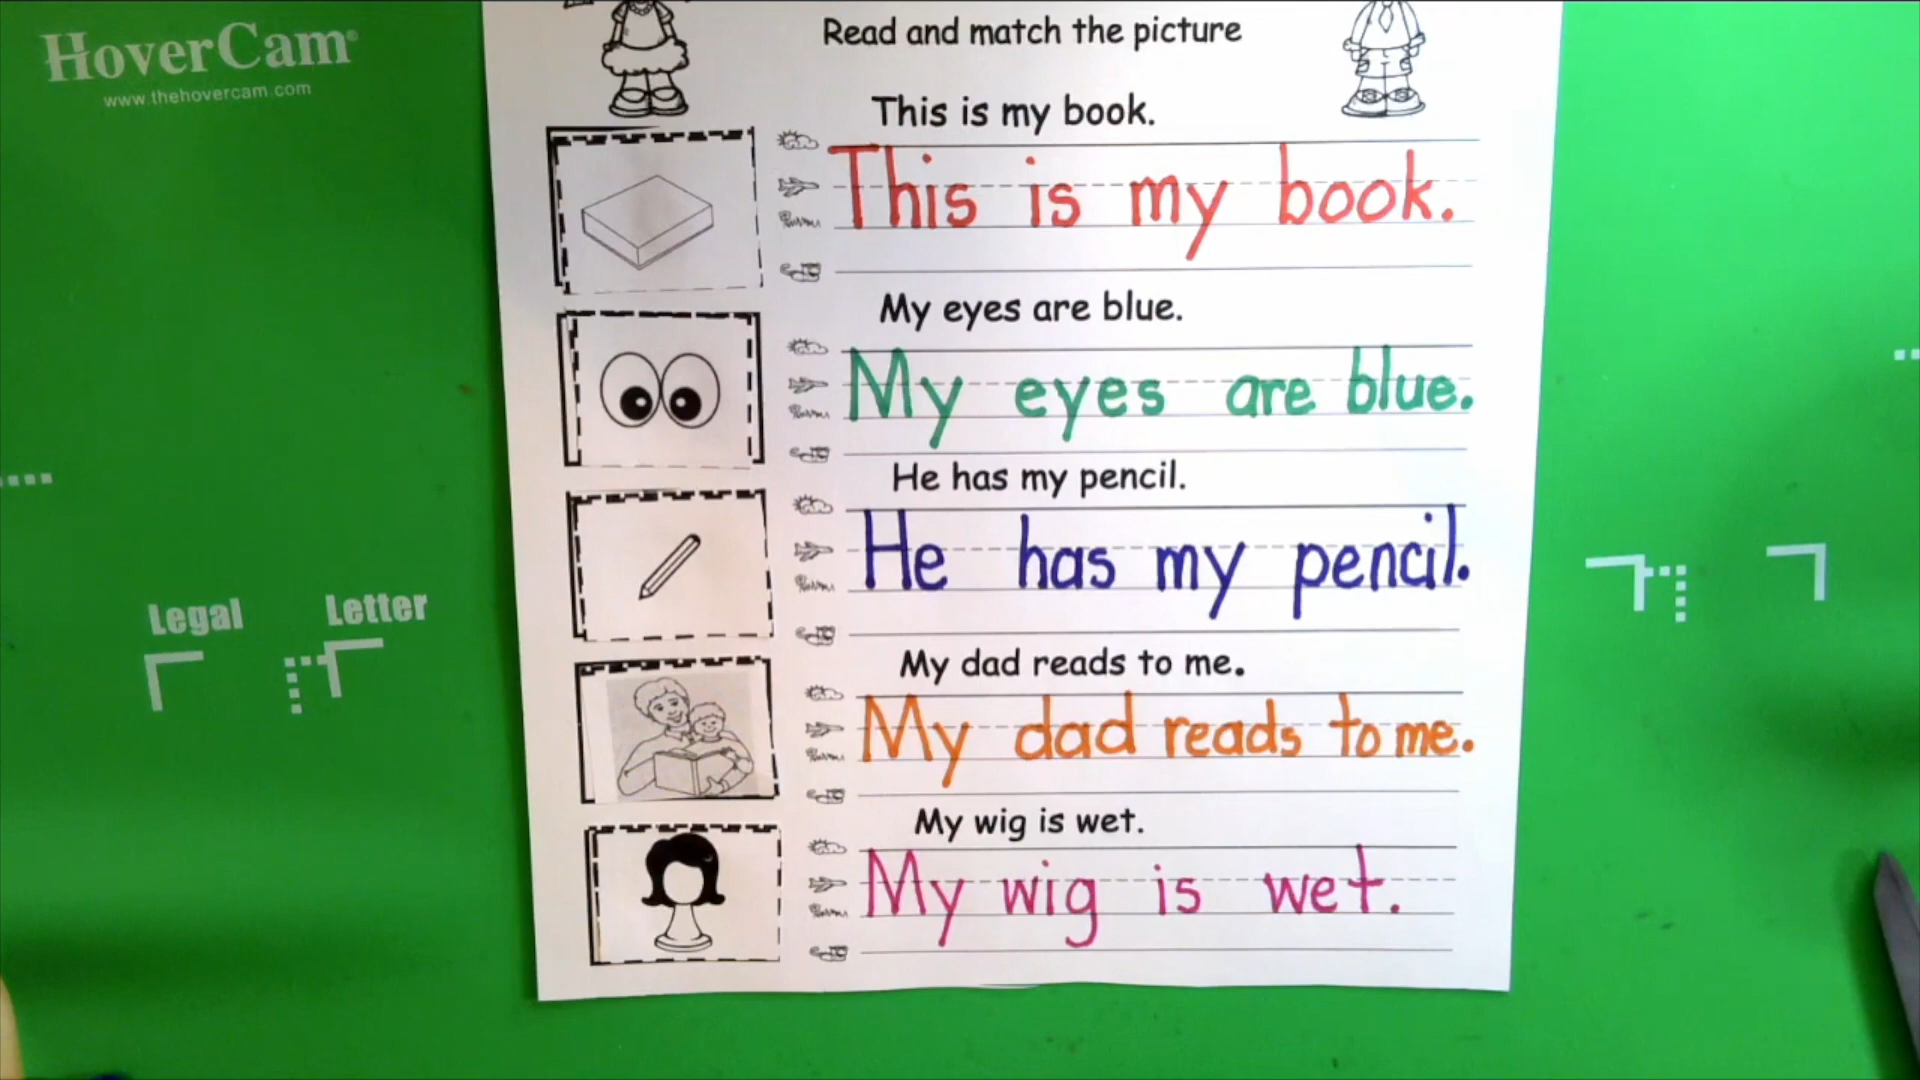 HoverCam®
www.thehovercam.com
Read and match the picture
This is my book.
This is my book.
My eyes are blue.
My eyes are blue.
He has my pencil.
He has my pencil.
My dad reads to me.
My dad reads to me.
My wig is wet.
My wig is wet.
Legal
Letter